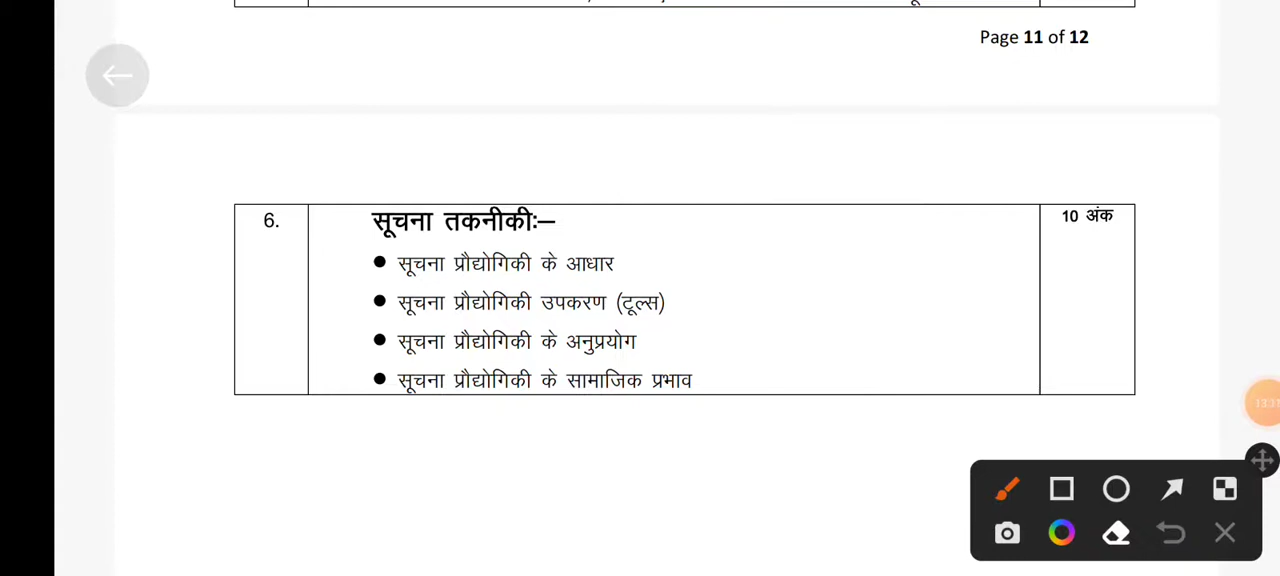 Page 11 of 12
6.
सूचना तकनीकीः–
10 अंक
● सूचना प्रौद्योगिकी के आधार
● सूचना प्रौद्योगिकी उपकरण (टूल्स)
● सूचना प्रौद्योगिकी के अनुप्रयोग
● सूचना प्रौद्योगिकी के सामाजिक प्रभाव